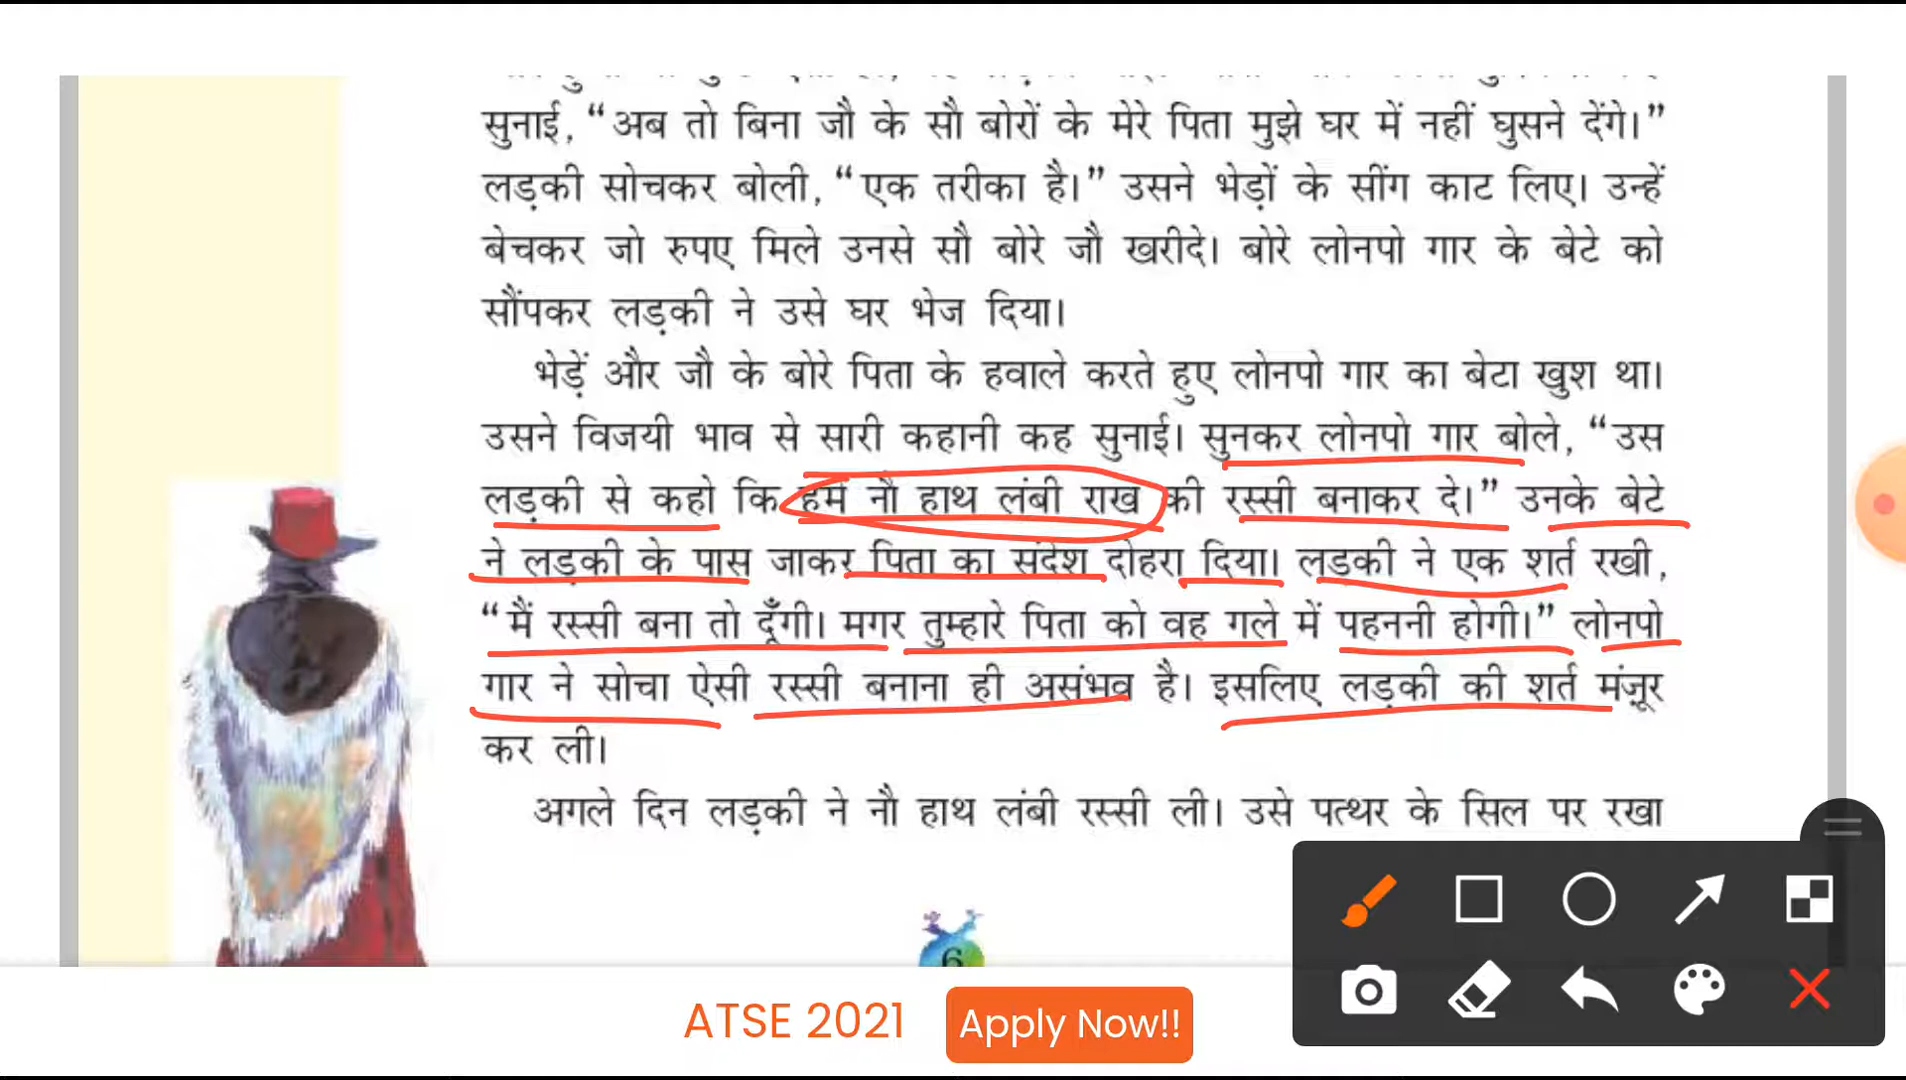 सुनाई, “अब तो बिना जौ के सौ बोरों के मेरे पिता मुझे घर में नहीं घुसने देंगे।”
लड़की सोचकर बोली, “एक तरीका है।” उसने भेड़ों के सींग काट लिए। उन्हें
बेचकर जो रुपए मिले उनसे सौ बोरे जौ खरीदे। बोरे लोनपो गार के बेटे को
सौंपकर लड़की ने उसे घर भेज दिया।
भेड़ें और जौ के बोरे पिता के हवाले करते हुए लोनपो गार का बेटा खुश था।
उसने विजयी भाव से सारी कहानी कह सुनाई। सुनकर लोनपो गार बोले, “उस
लड़की से कहो कि हमें नौ हाथ लंबी राख की रस्सी बनाकर दे।” उनके बेटे
ने लड़की के पास जाकर पिता का संदेश दोहरा दिया। लड़की ने एक शर्त रखी,
“मैं रस्सी बना तो दूँगी। मगर तुम्हारे पिता को वह गले में पहननी होगी।” लोनपो
गार ने सोचा ऐसी रस्सी बनाना ही असंभव है। इसलिए लड़की की शर्त मंज़ूर
कर ली।
अगले दिन लड़की ने नौ हाथ लंबी रस्सी ली। उसे पत्थर के सिल पर रखा
6
ATSE 2021 Apply Now!!